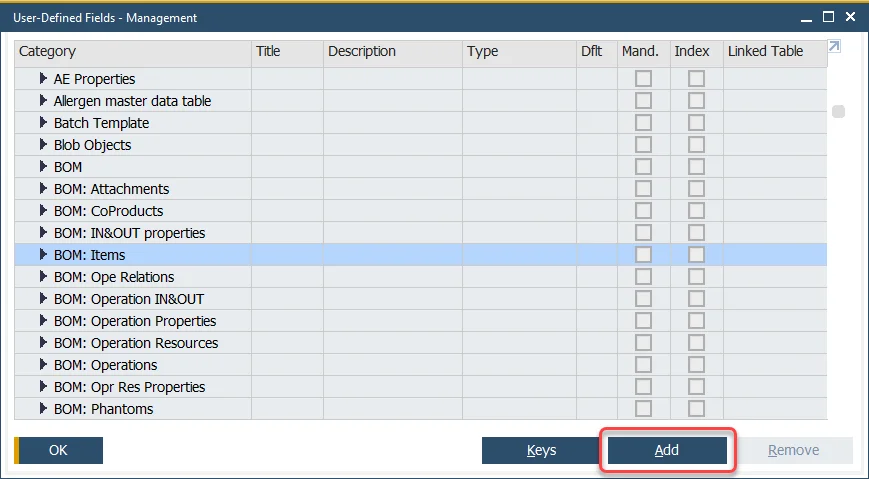 User-Defined Fields - Management
Category Title Description Type Dflt Mand. Index Linked Table
AE Properties
Allergen master data table
Batch Template
Blob Objects
BOM
BOM: Attachments
BOM: CoProducts
BOM: IN&OUT properties
BOM: Items
BOM: Ope Relations
BOM: Operation IN&OUT
BOM: Operation Properties
BOM: Operation Resources
BOM: Operations
BOM: Opr Res Properties
BOM: Phantoms
OK Keys Add Remove